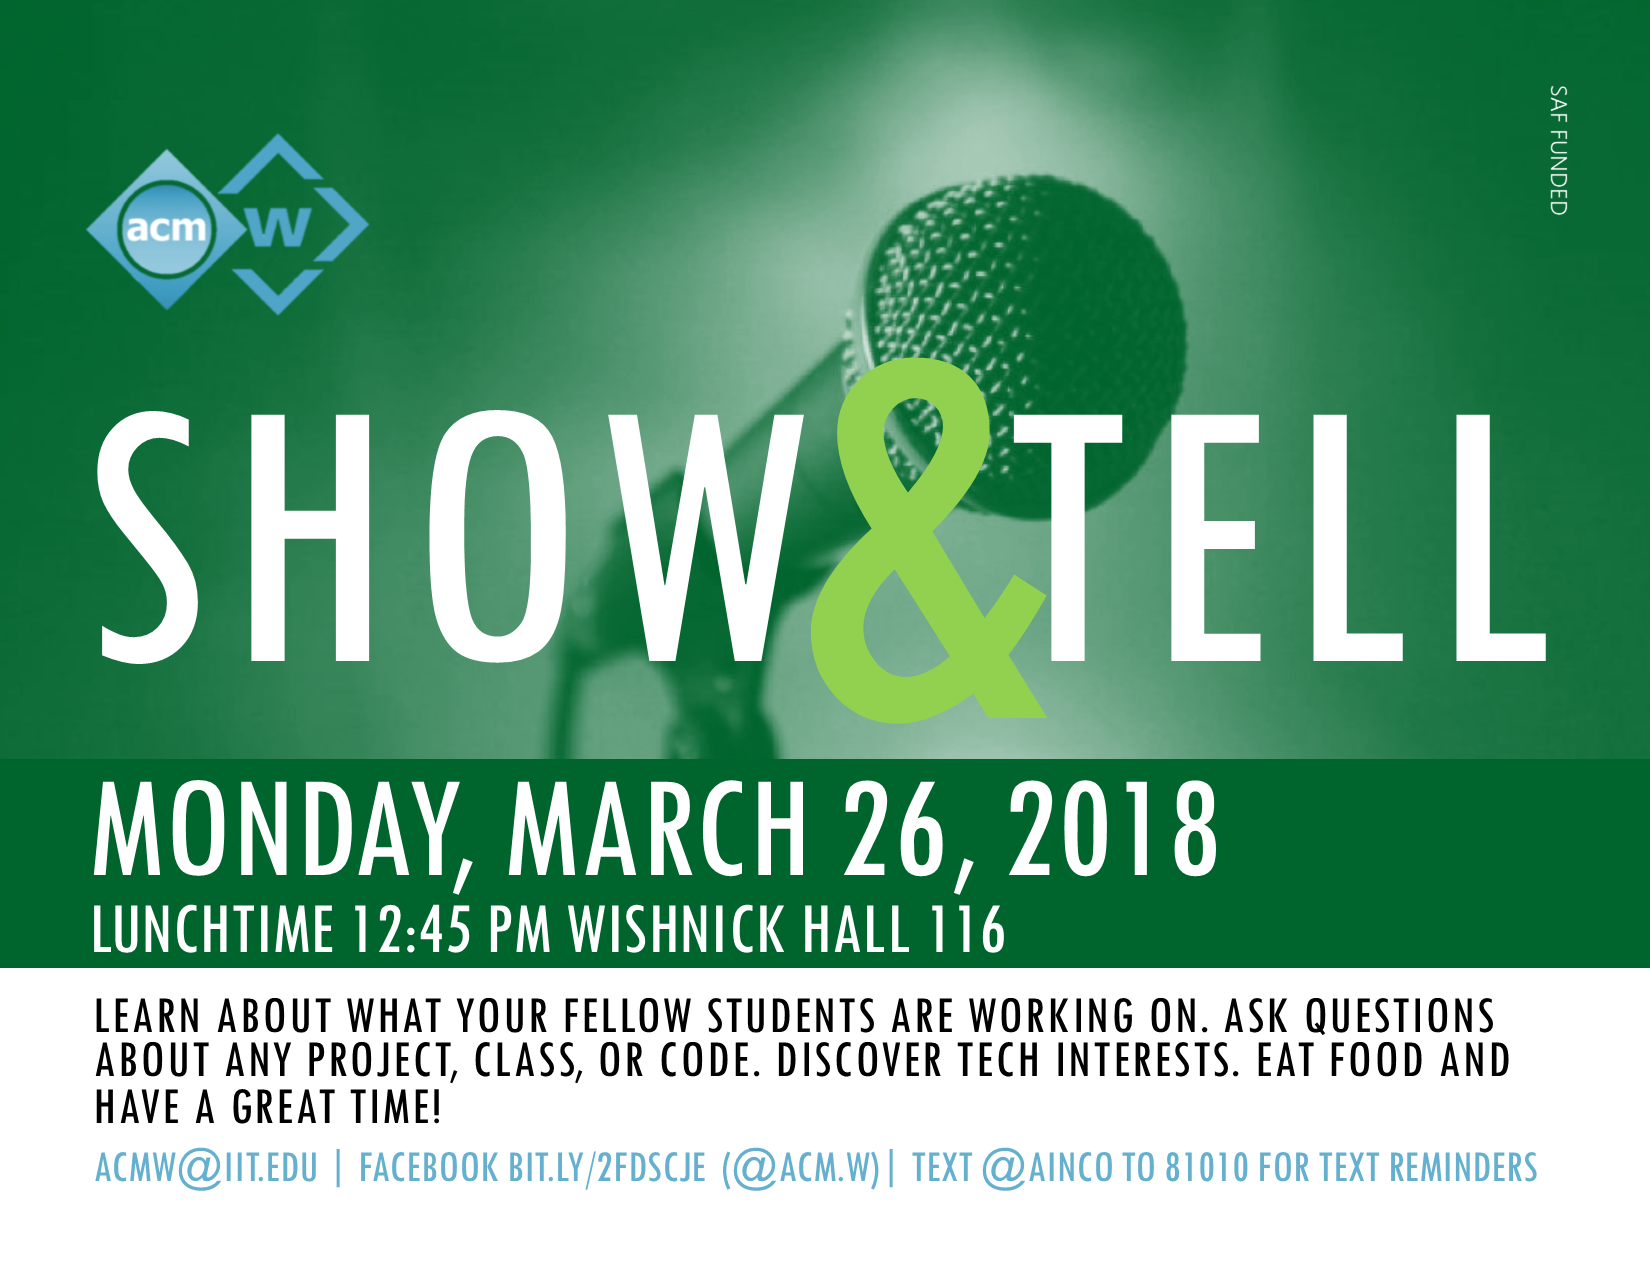 SAF FUNDED
acm W
SHOW & TELL
MONDAY, MARCH 26, 2018
LUNCHTIME 12:45 PM WISHNICK HALL 116
LEARN ABOUT WHAT YOUR FELLOW STUDENTS ARE WORKING ON. ASK QUESTIONS
ABOUT ANY PROJECT, CLASS, OR CODE. DISCOVER TECH INTERESTS. EAT FOOD AND
HAVE A GREAT TIME!
ACMW@IIT.EDU | FACEBOOK BIT.LY/2FDSCJE (@ACM.W)| TEXT @AINCO TO 81010 FOR TEXT REMINDERS